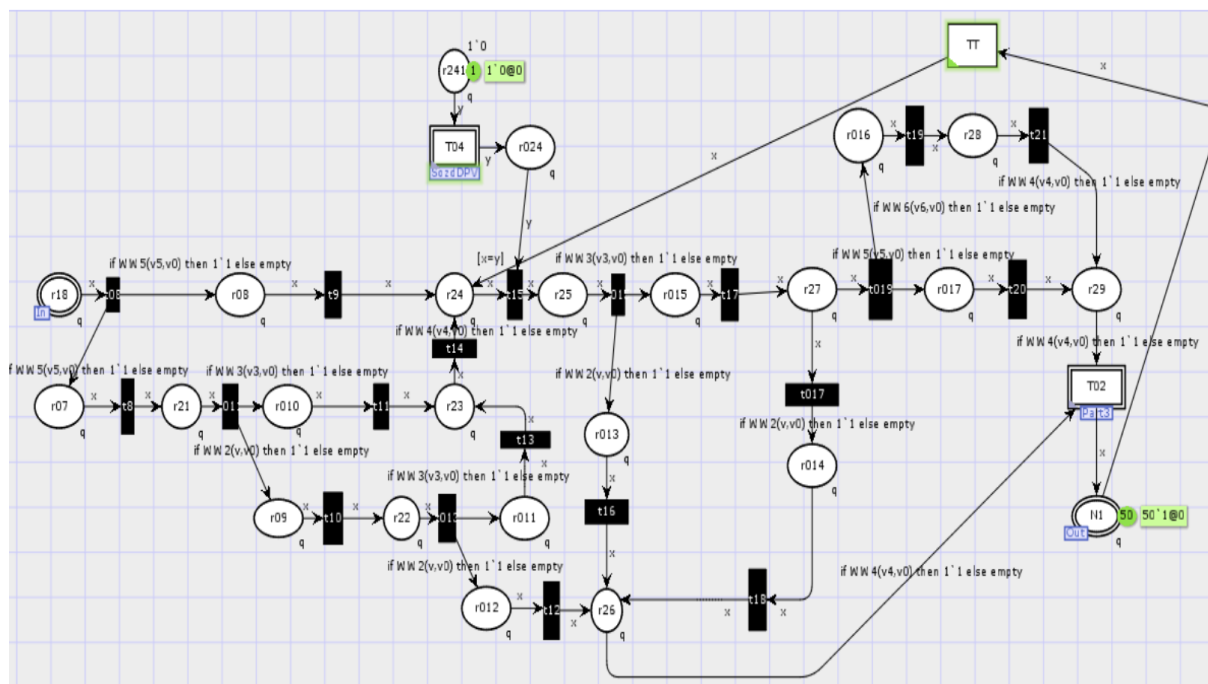 1`0
r241 1 1`0@0
q
y
T04
y
r024
q
TT
x
r016
x
t19
x
r28
q
x
t21
x
if WW4(v4,v0) then 1`1 else empty
if WW6(v6,v0) then 1`1 else empty
y
[x=y]
if WW5(v5,v0) then 1`1 else empty
if WW3(v3,v0) then 1`1 else empty
if WW5(v5,v0) then 1`1 else empty
r18
In
q
x
r08
q
x
t9
x
r24
q
x
t15
x
r25
q
x
01
x
r015
q
x
t17
x
r27
q
x
t019
x
r017
q
x
t20
x
r29
q
if WW4(v4,v0) then 1`1 else empty
t14
x
if WW4(v4,v0) then 1`1 else empty
if WW5(v5,v0) then 1`1 else empty
if WW3(v3,v0) then 1`1 else empty
if WW2(v,v0) then 1`1 else empty
x
t017
T02
Part3
r07
q
x
t8
x
r21
q
x
01
x
r010
q
x
t11
x
r23
q
x
t13
x
if WW2(v,v0) then 1`1 else empty
r013
q
if WW2(v,v0) then 1`1 else empty
r014
q
x
if WW3(v3,v0) then 1`1 else empty
x
t16
x
r09
q
x
t10
x
r22
q
x
r011
q
N1 50 50`1@0
Out
q
if WW2(v,v0) then 1`1 else empty
if WW4(v4,v0) then 1`1 else empty
r012
q
x
t12
x
r26
q
x
t18
x